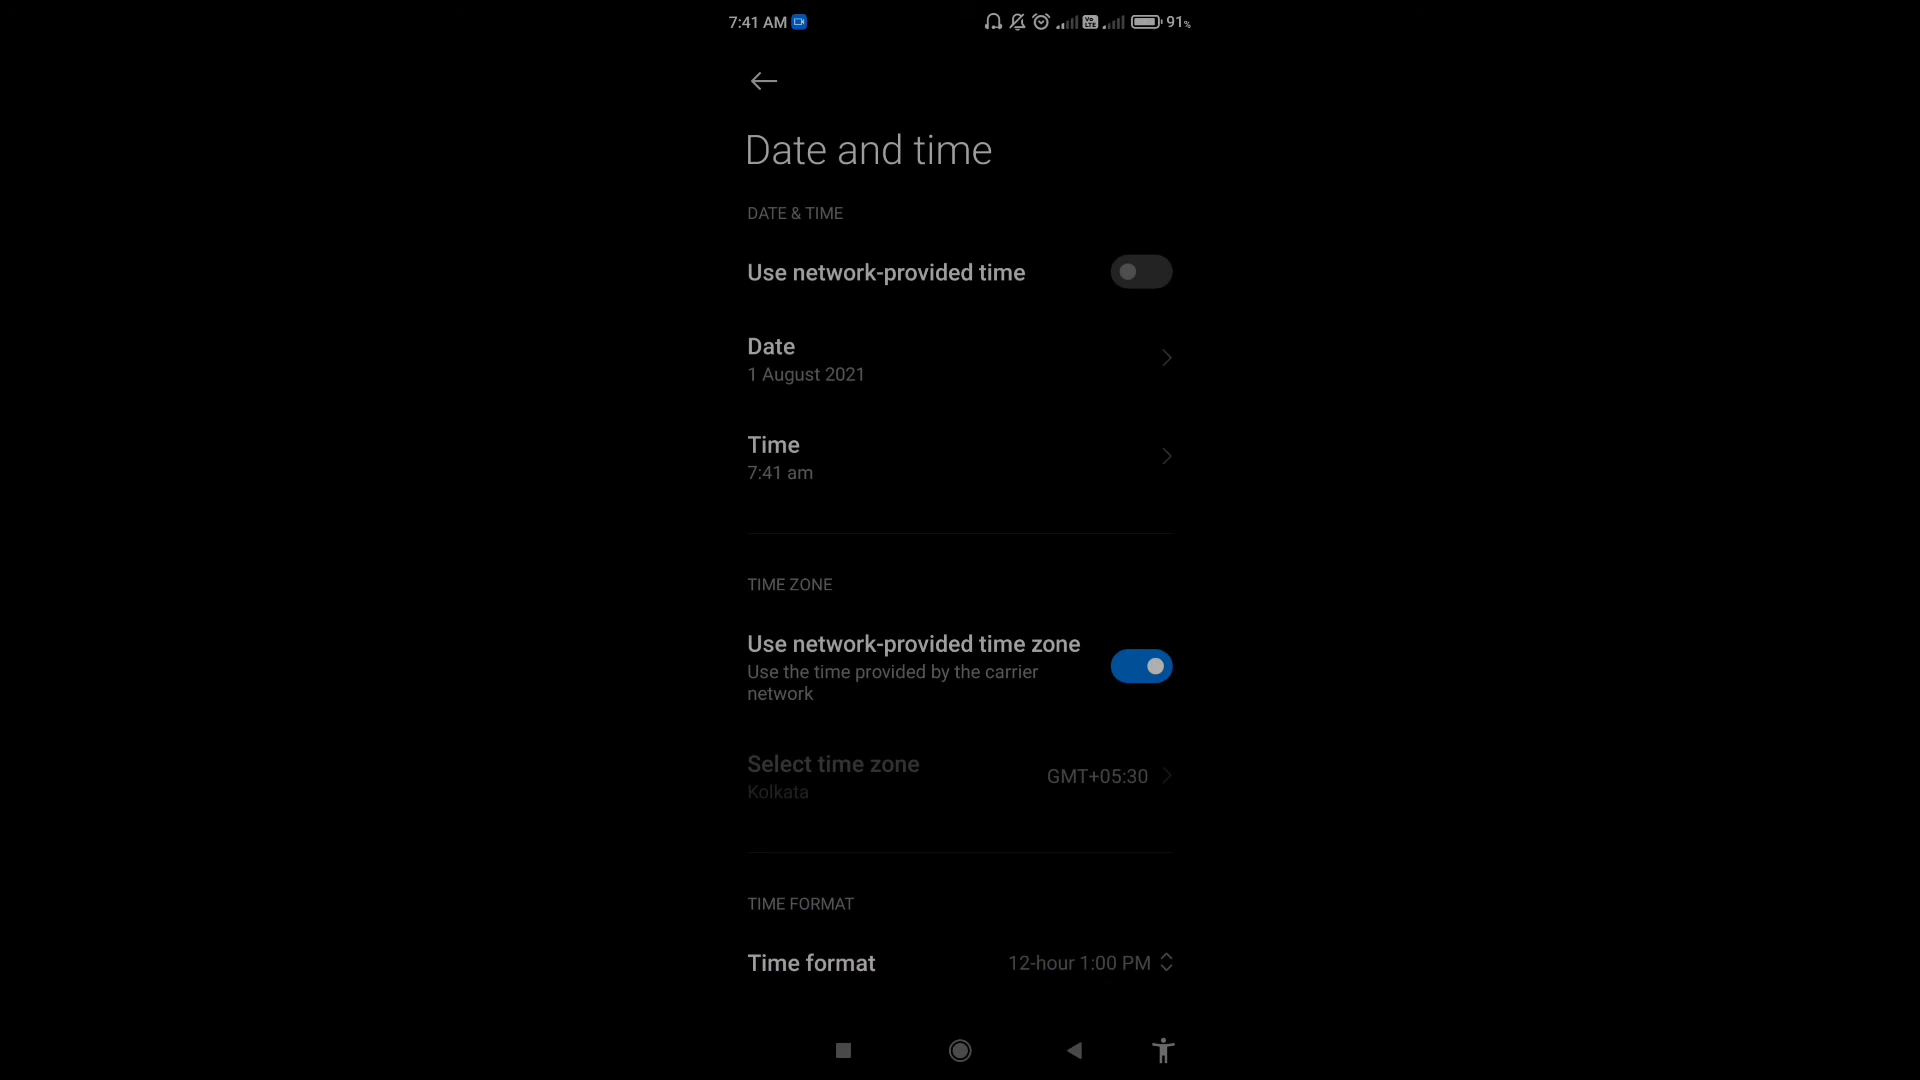 7:41 AM Vo LTE 91%
Date and time
DATE & TIME
Use network-provided time
Date
1 August 2021
Time
7:41 am
TIME ZONE
Use network-provided time zone
Use the time provided by the carrier
network
Select time zone
Kolkata
GMT+05:30
TIME FORMAT
Time format
12-hour 1:00 PM